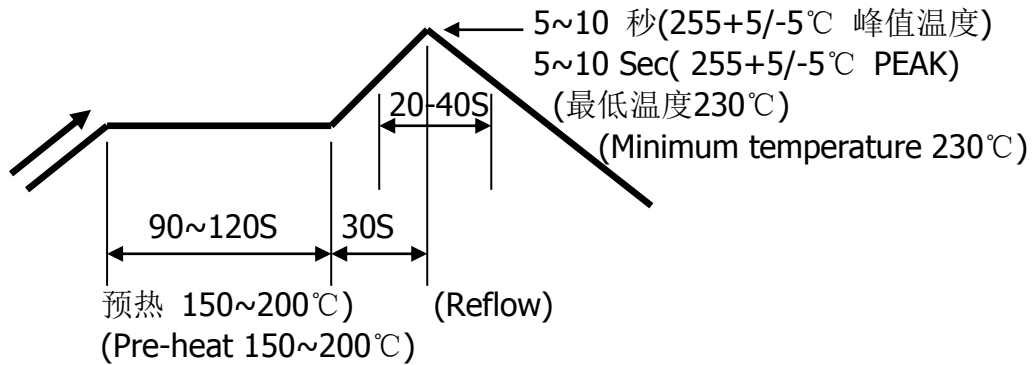 5~10 秒(255+5/-5℃ 峰值温度)
5~10 Sec( 255+5/-5℃ PEAK)
20-40S
(最低温度230℃)
(Minimum temperature 230℃)
90~120S
30S
预热 150~200℃)
(Reflow)
(Pre-heat 150~200℃)